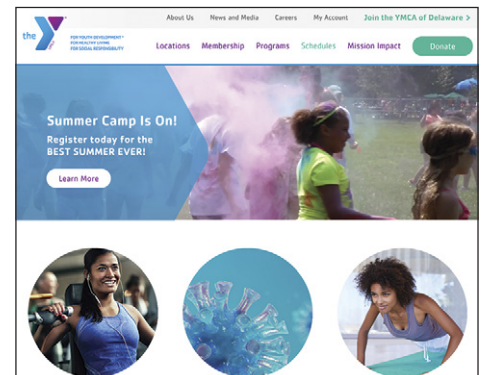 About Us News and Media Careers My Account Join the YMCA of Delaware >
the Y
FOR YOUTH DEVELOPMENT®
FOR HEALTHY LIVING
FOR SOCIAL RESPONSIBILITY
Locations Membership Programs Schedules Mission Impact Donate
Summer Camp Is On!
Register today for the
BEST SUMMER EVER!
Learn More